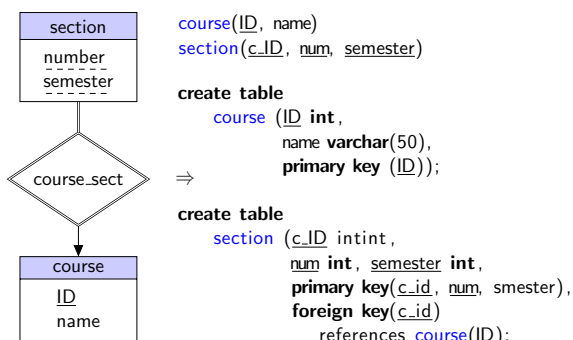 section
number
semester
course_sect
course
ID
name
course(ID, name)
section(c_ID, num, semester)
create table
course (ID int,
name varchar(50),
primary key (ID));
⇒
create table
section (c_ID intint,
num int, semester int,
primary key(c_id, num, smester),
foreign key(c_id)
references course(ID);